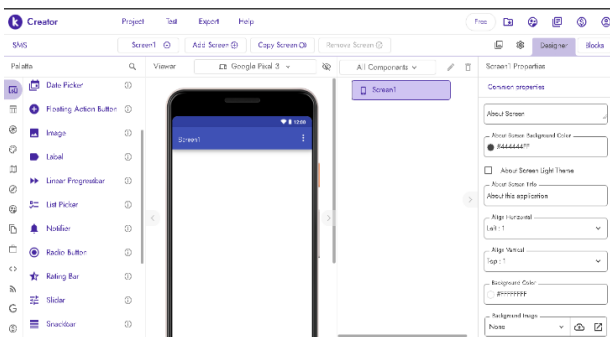 Creator Project Test Export Help Free
SMS Screen1 Add Screen Copy Screen Remove Screen Designer Blocks
Palette Viewer Google Pixel 3 All Components Screen1 Properties
Date Picker
Floating Action Button
Image
Label
Linear Progressbar
List Picker
Notifier
Radio Button
Rating Bar
Slider
Snackbar
12:00
Screen1
Screen1
Common properties
About Screen
About Screen Background Color
#444444FF
About Screen Light Theme
About Screen Title
About this application
Align Horizontal
Left : 1
Align Vertical
Top : 1
Background Color
#FFFFFFFF
Background Image
None